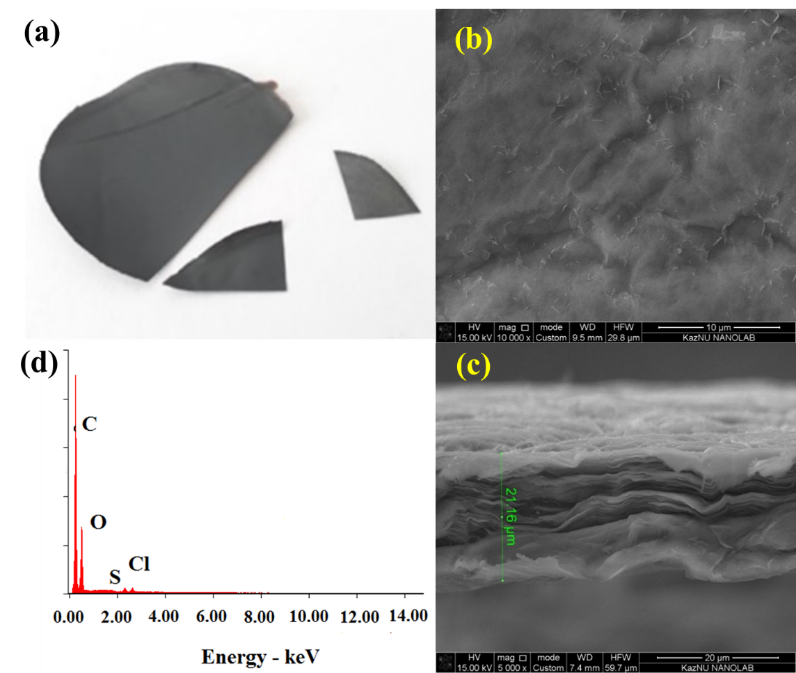 (a)
(b)
HV mag mode WD HFW 10 µm
15.00 kV 10 000 x Custom 9.5 mm 29.8 µm KazNU NANOLAB
(d)
C
O
S Cl
0.00 2.00 4.00 6.00 8.00 10.00 12.00 14.00
Energy - keV
(c)
21.16 µm
HV mag mode WD HFW 20 µm
15.00 kV 5 000 x Custom 7.4 mm 59.7 µm KazNU NANOLAB